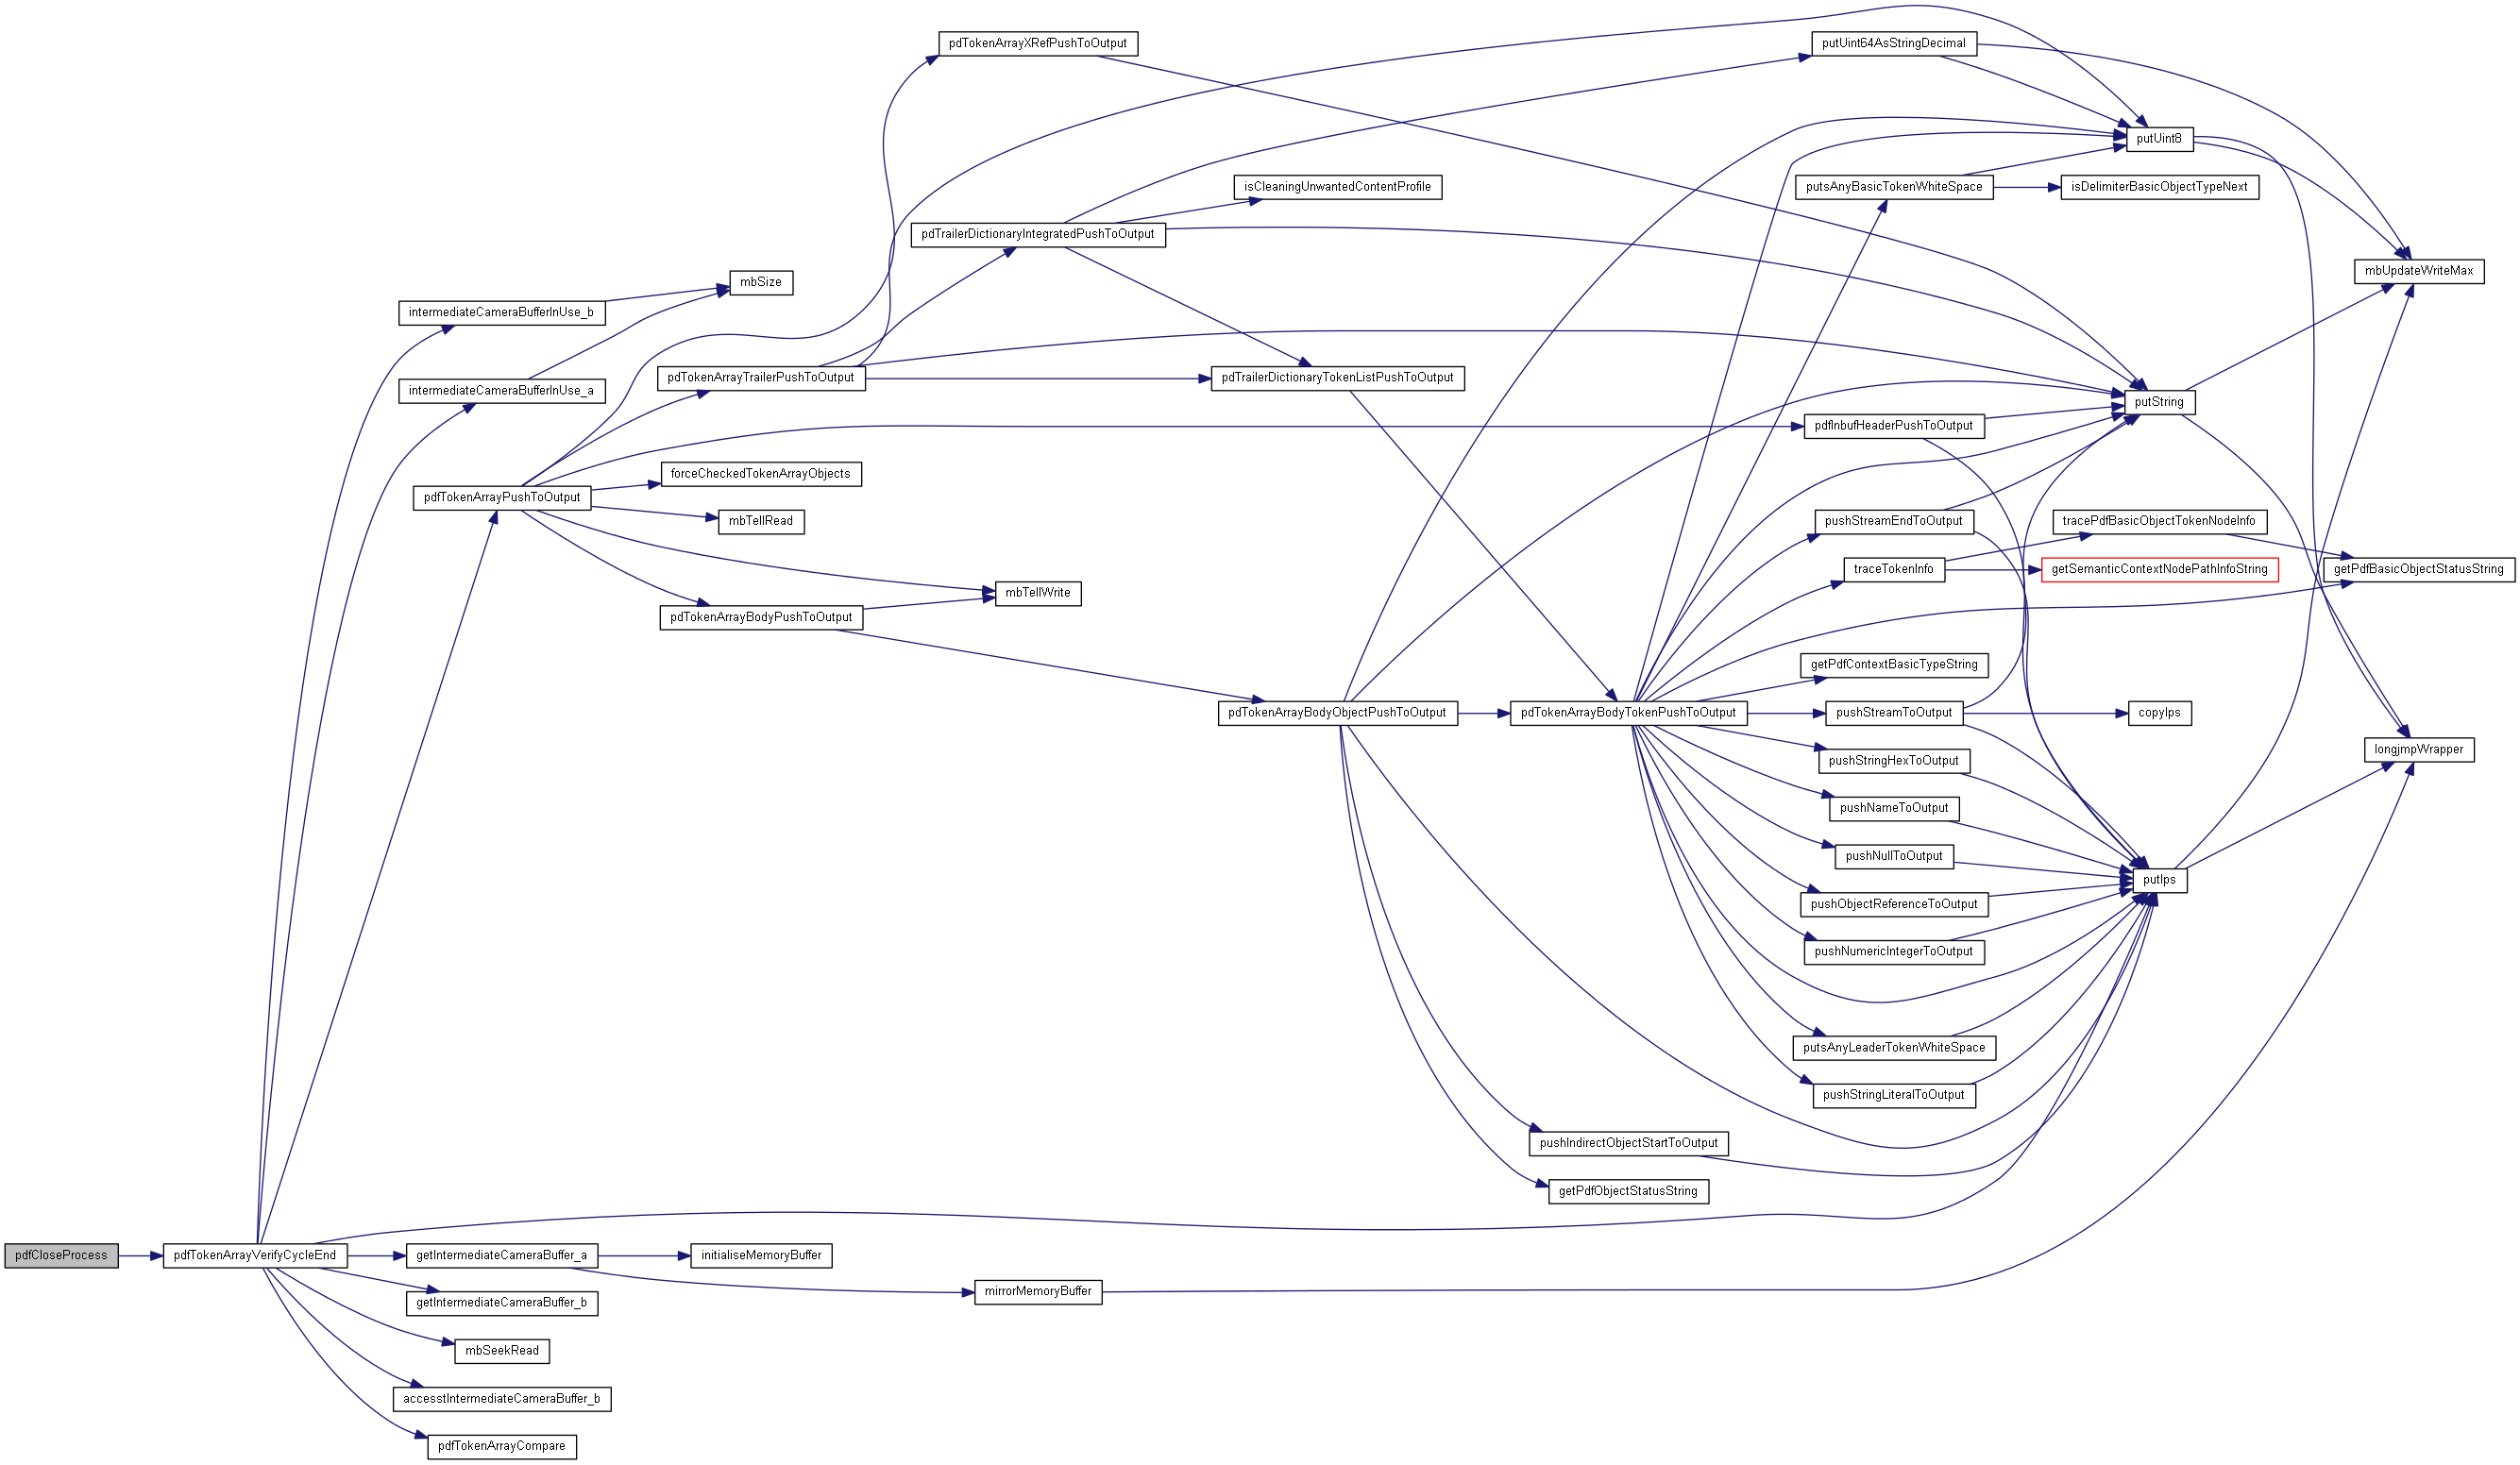 pdTokenArrayXRefPushToOutput
putUint64AsStringDecimal
putUint8
isCleaningUnwantedContentProfile
putsAnyBasicTokenWhiteSpace
isDelimiterBasicObjectTypeNext
pdTrailerDictionaryIntegratedPushToOutput
mbUpdateWriteMax
mbSize
intermediateCameraBufferInUse_b
pdTokenArrayTrailerPushToOutput
pdTrailerDictionaryTokenListPushToOutput
intermediateCameraBufferInUse_a
putString
pdfInbufHeaderPushToOutput
forceCheckedTokenArrayObjects
pdfTokenArrayPushToOutput
mbTellRead
pushStreamEndToOutput
tracePdfBasicObjectTokenNodeInfo
traceTokenInfo
getSemanticContextNodePathInfoString
getPdfBasicObjectStatusString
mbTellWrite
pdTokenArrayBodyPushToOutput
getPdfContextBasicTypeString
pdTokenArrayBodyObjectPushToOutput
pdTokenArrayBodyTokenPushToOutput
pushStreamToOutput
copyIps
longjmpWrapper
pushStringHexToOutput
pushNameToOutput
pushNullToOutput
putIps
pushObjectReferenceToOutput
pushNumericIntegerToOutput
putsAnyLeaderTokenWhiteSpace
pushStringLiteralToOutput
pushIndirectObjectStartToOutput
getPdfObjectStatusString
pdfCloseProcess
pdfTokenArrayVerifyCycleEnd
getIntermediateCameraBuffer_a
initialiseMemoryBuffer
mirrorMemoryBuffer
getIntermediateCameraBuffer_b
mbSeekRead
accesstIntermediateCameraBuffer_b
pdfTokenArrayCompare